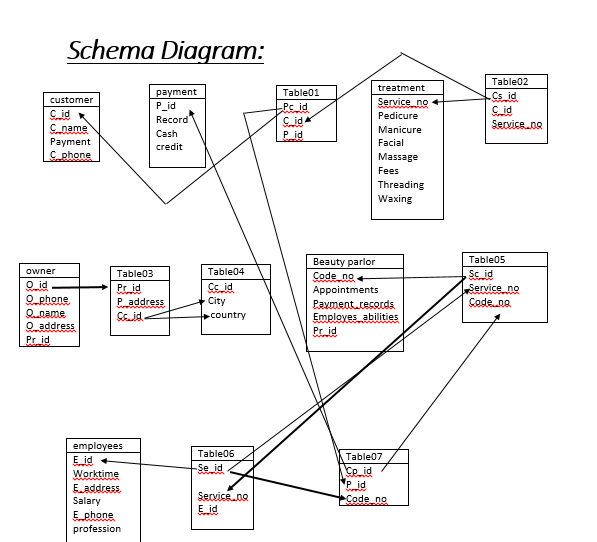 Schema Diagram:
customer
C_id
C_name
Payment
C_phone
payment
P_id
Record
Cash
credit
Table01
Pc_id
C_id
P_id
treatment
Service_no
Pedicure
Manicure
Facial
Massage
Fees
Threading
Waxing
Table02
Cs_id
C_id
Service_no
owner
O_id
O_phone
O_name
O_address
Pr_id
Table03
Pr_id
P_address
Cc_id
Table04
Cc_id
City
country
Beauty parlor
Code_no
Appointments
Payment_records
Employes_abilities
Pr_id
Table05
Sc_id
Service_no
Code_no
employees
E_id
Worktime
E_address
Salary
E_phone
profession
Table06
Se_id
Service_no
E_id
Table07
Cp_id
P_id
Code_no